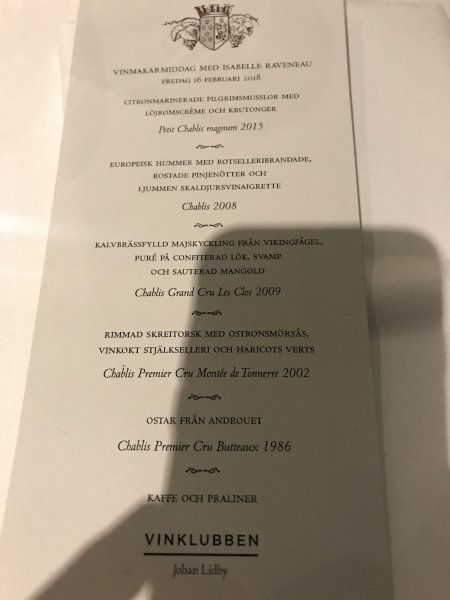 VINMAKARMIDDAG MED ISABELLE RAVENEAU
FREDAG 16 FEBRUARI 2018
CITRONMARINERADE PILGRIMSMUSSLOR MED
LÖJROMSCRÈME OCH KRUTONGER
Petit Chablis magnum 2015
EUROPEISK HUMMER MED ROTSELLERIBRANDADE,
ROSTADE PINJENÖTTER OCH
LJUMMEN SKALDJURSVINAIGRETTE
Chablis 2008
KALVBRÄSSFYLLD MAJSKYCKLING FRÅN VIKINGFÅGEL,
PURÉ PÅ CONFITERAD LÖK, SVAMP
OCH SAUTERAD MANGOLD
Chablis Grand Cru Les Clos 2009
RIMMAD SKREITORSK MED OSTRONSMÖRSÅS,
VINKOKT STJÄLKSELLERI OCH HARICOTS VERTS
Chablis Premier Cru Montée de Tonnerre 2002
OSTAR FRÅN ANDROUET
Chablis Premier Cru Butteaux 1986
KAFFE OCH PRALINER
VINKLUBBEN
Johan Lidby